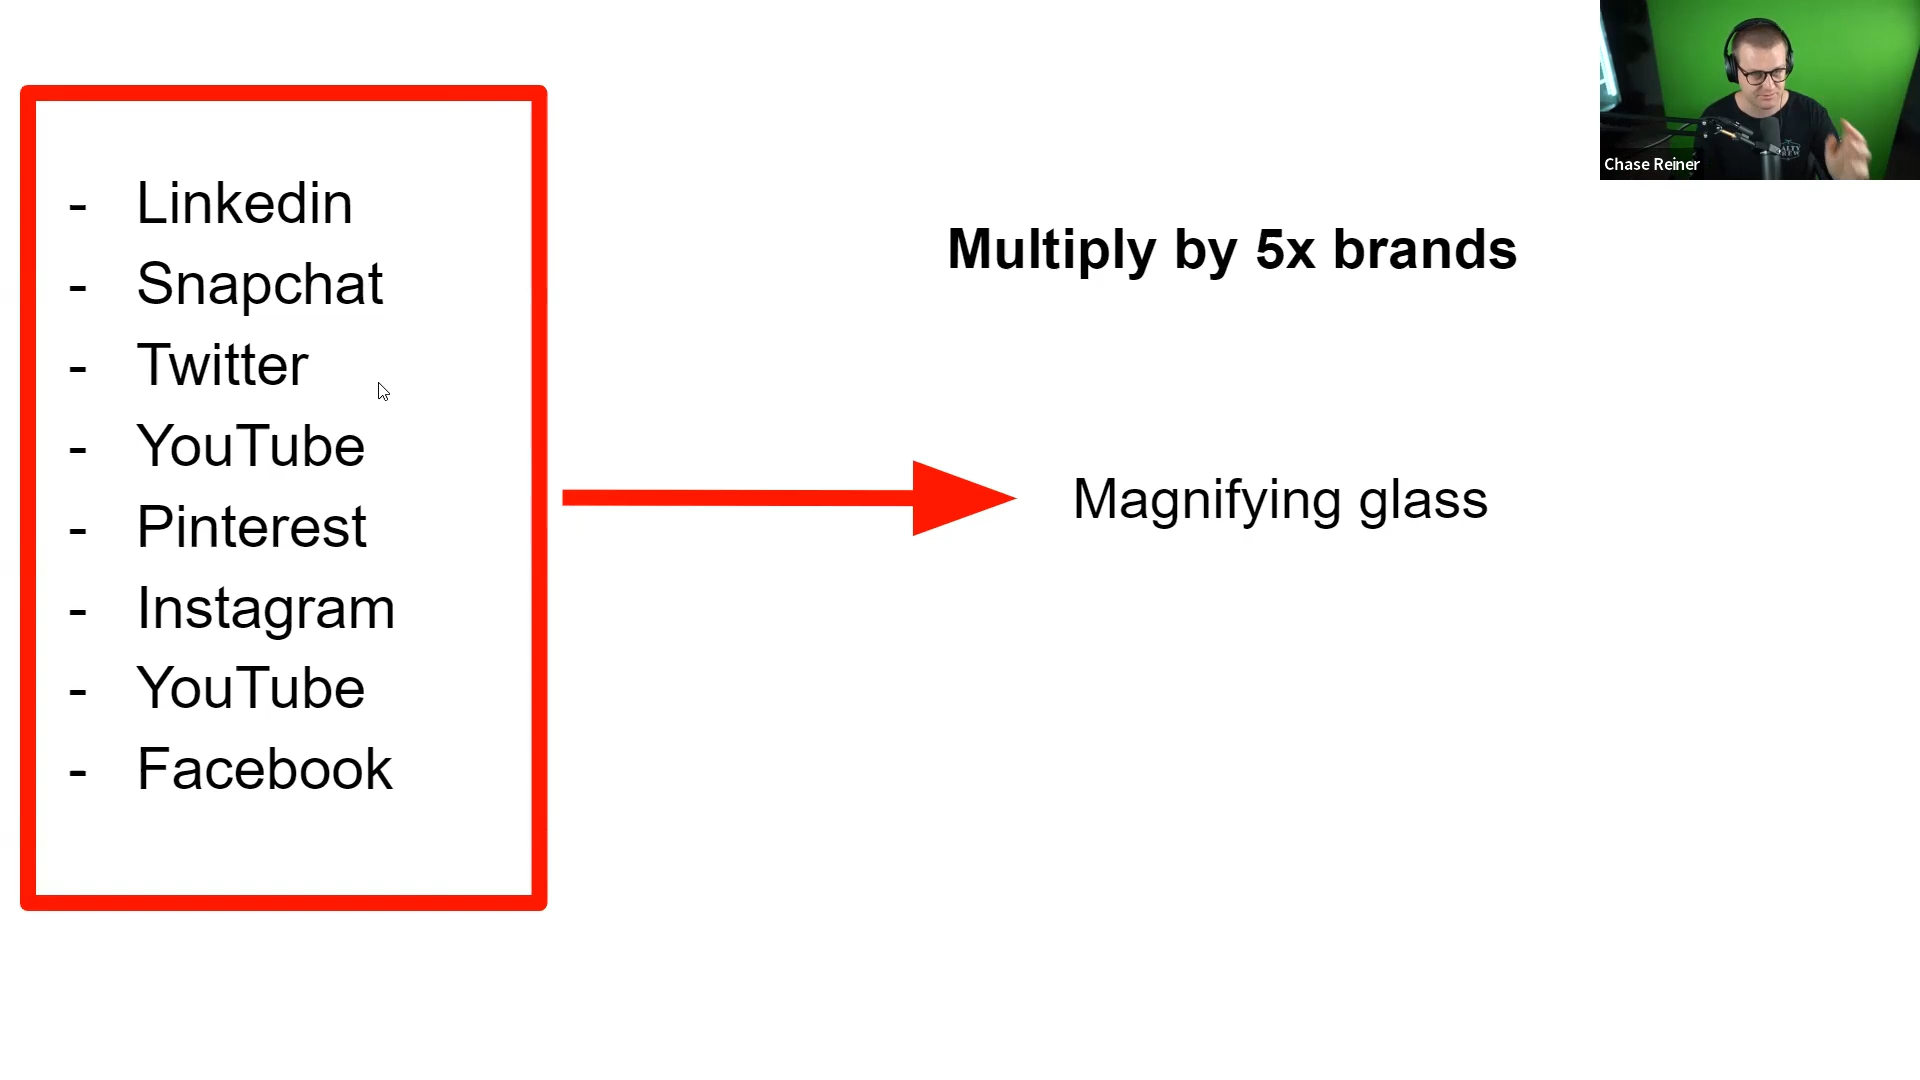 - Linkedin
- Snapchat
- Twitter
- YouTube
- Pinterest
- Instagram
- YouTube
- Facebook
Multiply by 5x brands
Magnifying glass
Chase Reiner